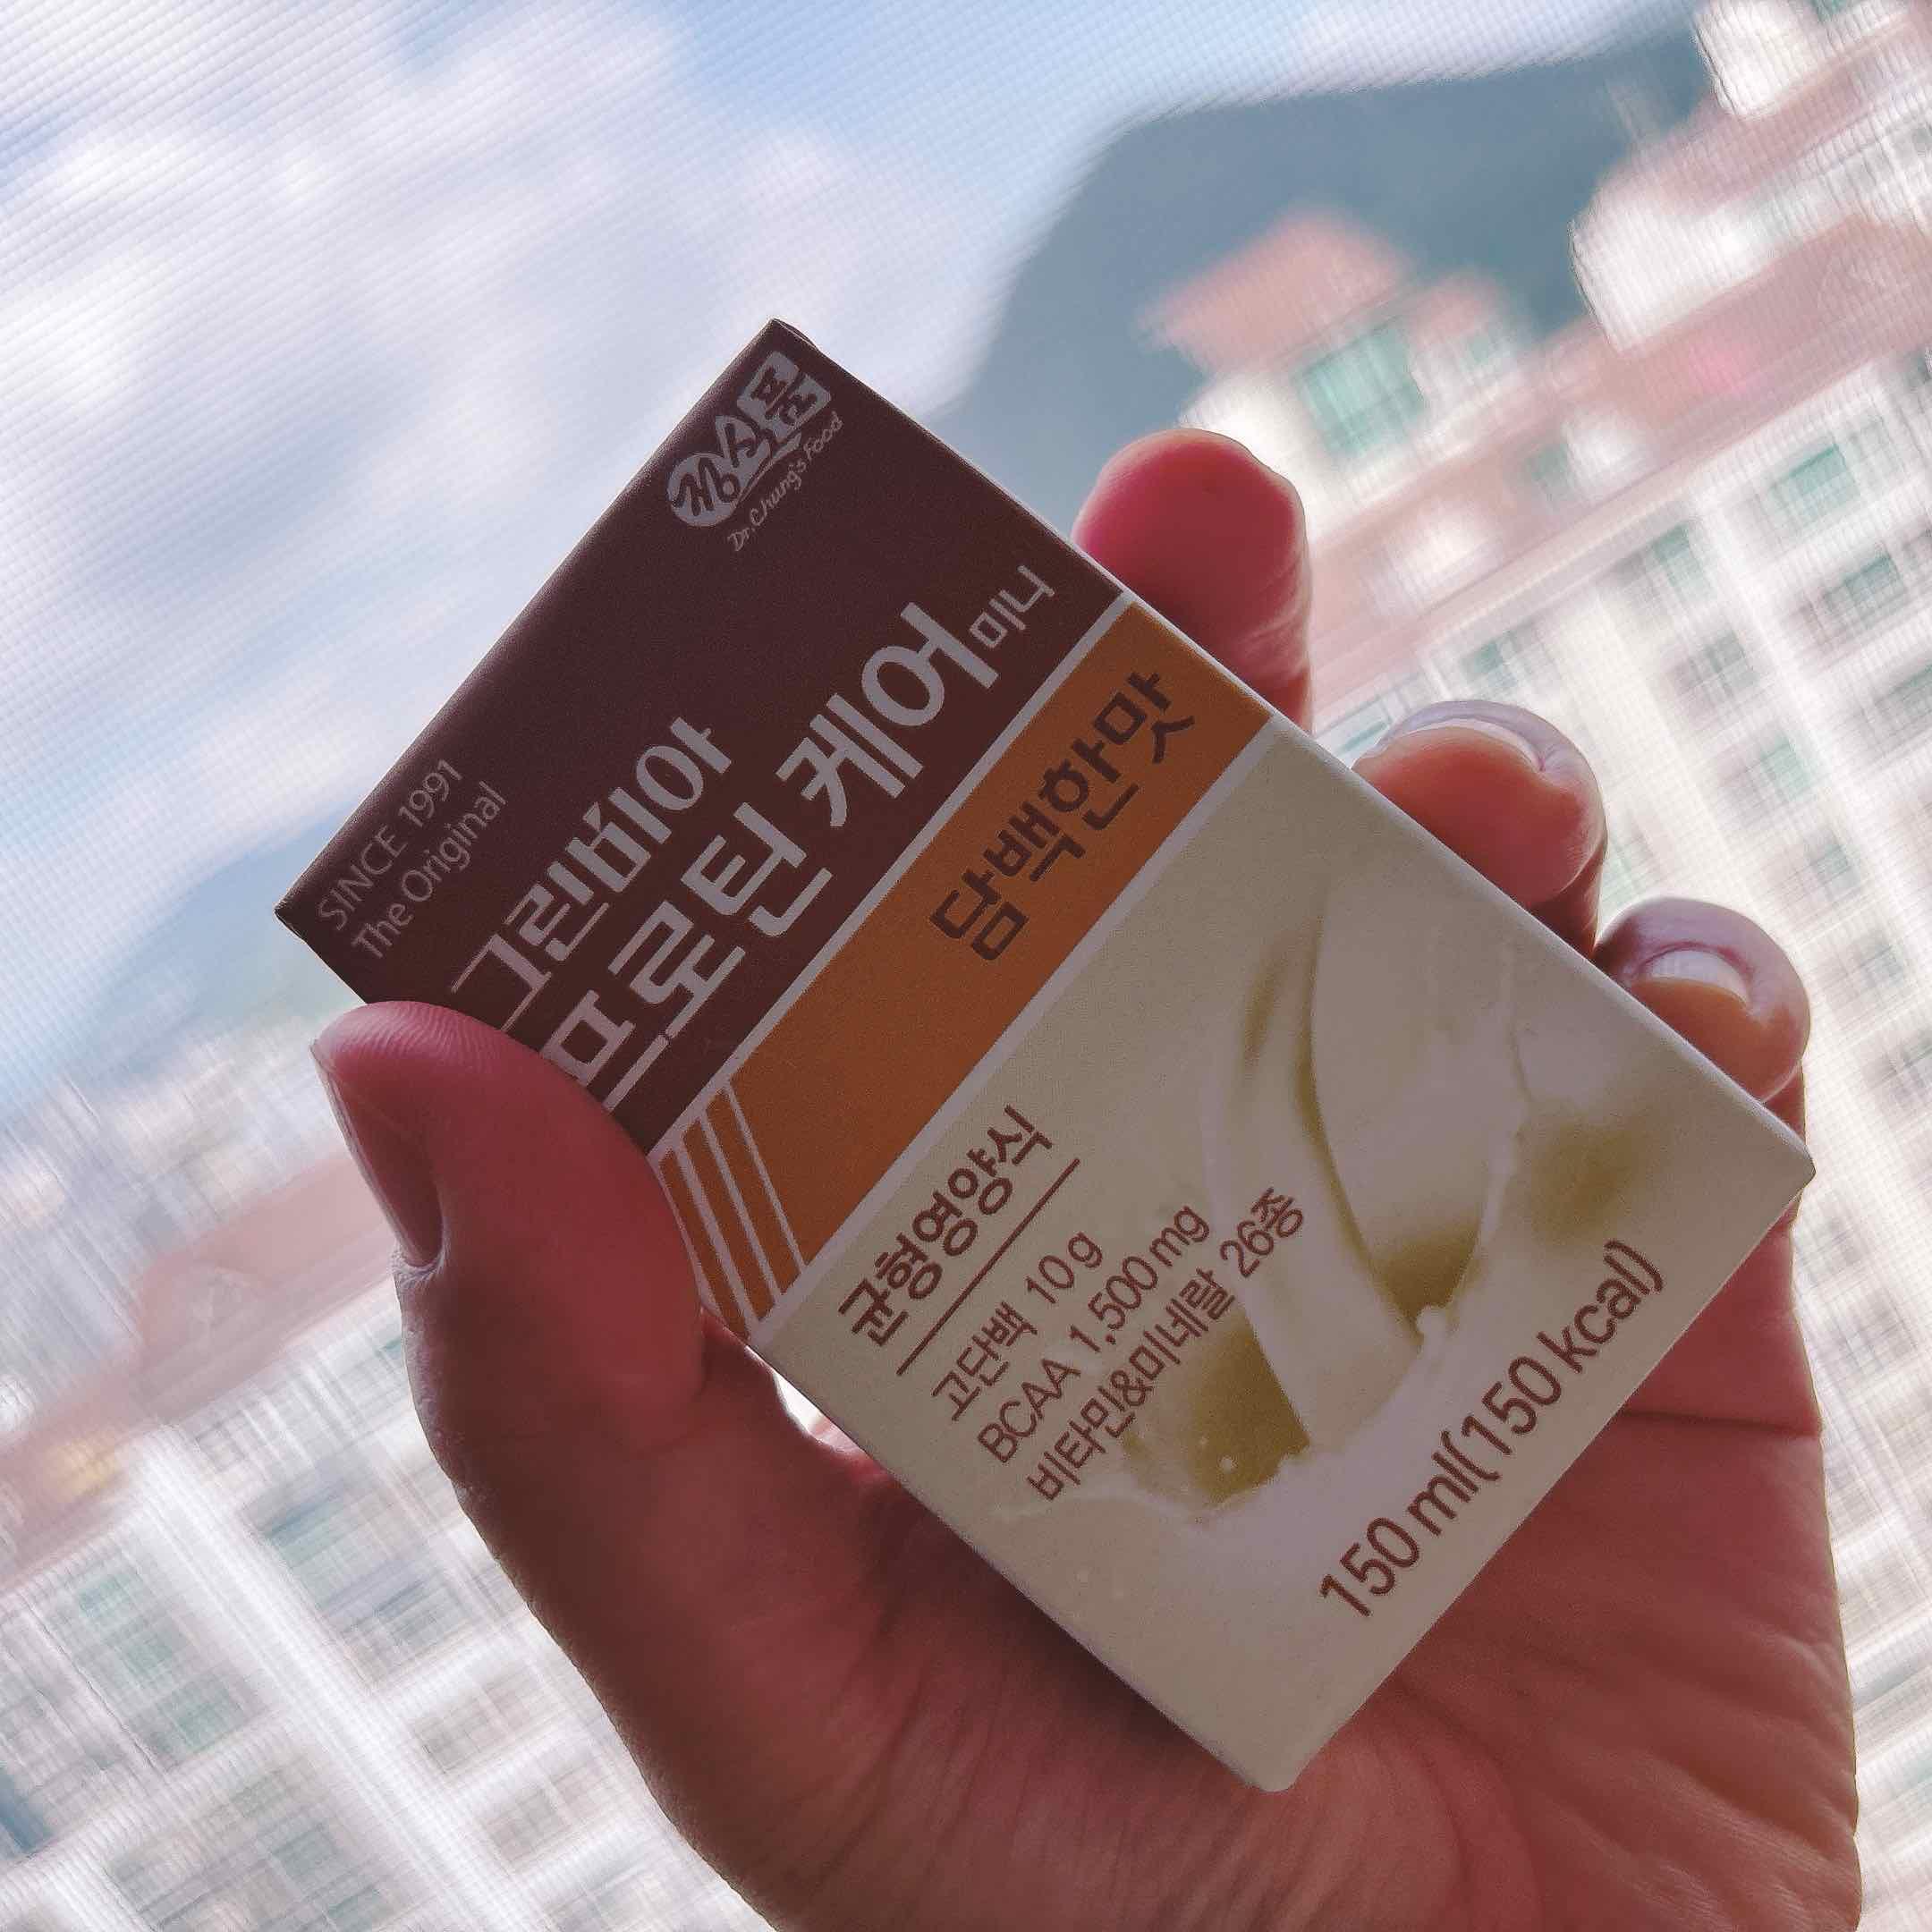 정식품
Dr.Chung's Food
SINCE 1991
The Original
그린비아
프로틴 케어 미니
담백한맛
균형영양식
고단백 10 g
BCAA 1,500 mg
비타민&미네랄 26종
150 ml(150 kcal)